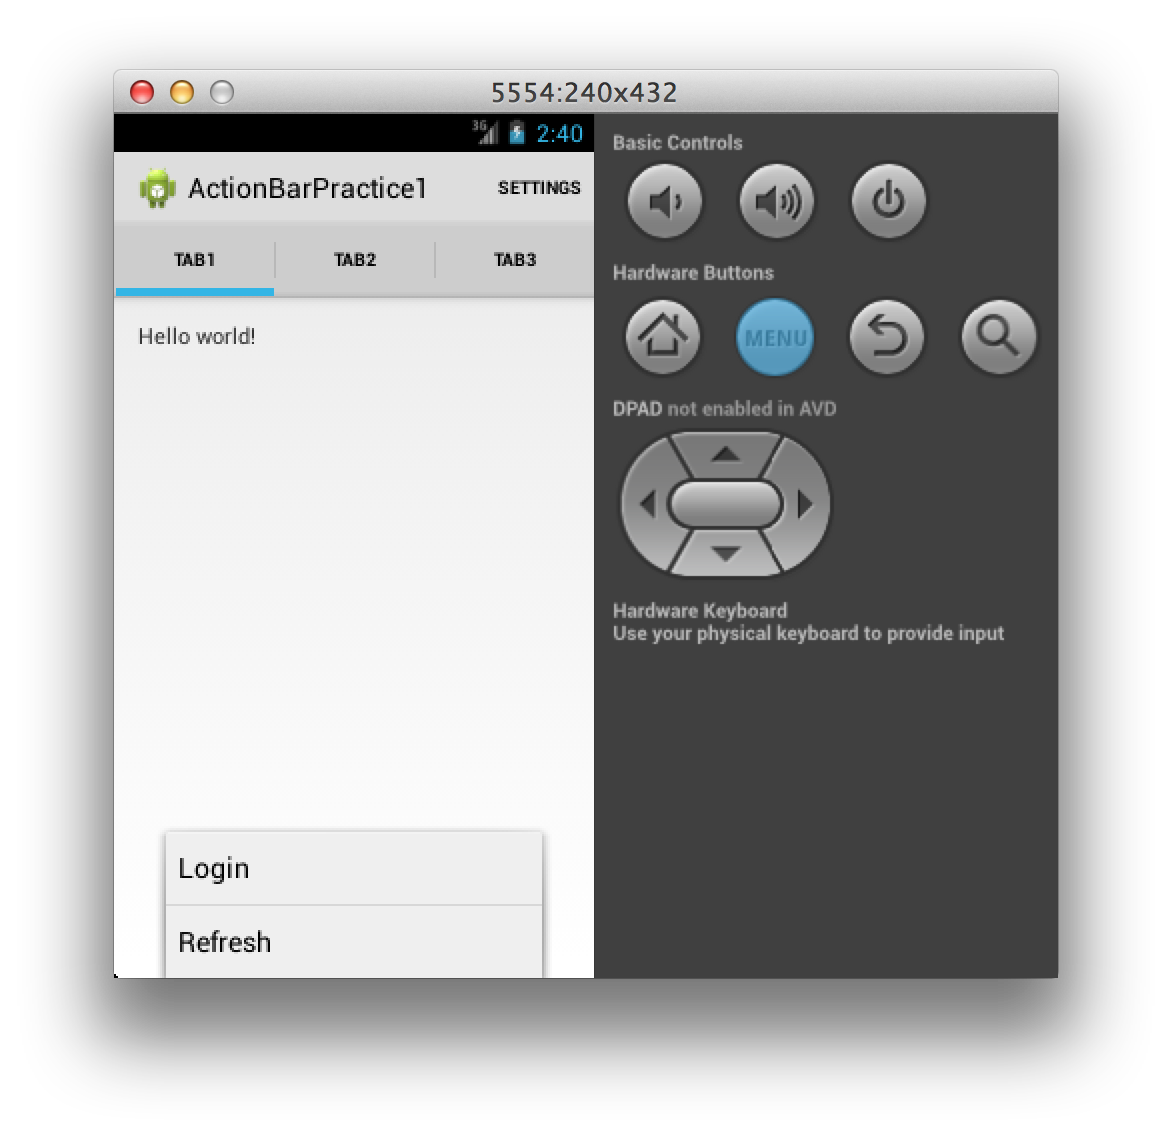 5554:240x432
3G 2:40
ActionBarPractice1 SETTINGS
TAB1 TAB2 TAB3
Hello world!
Login
Refresh
Basic Controls
Hardware Buttons
MENU
DPAD not enabled in AVD
Hardware Keyboard
Use your physical keyboard to provide input